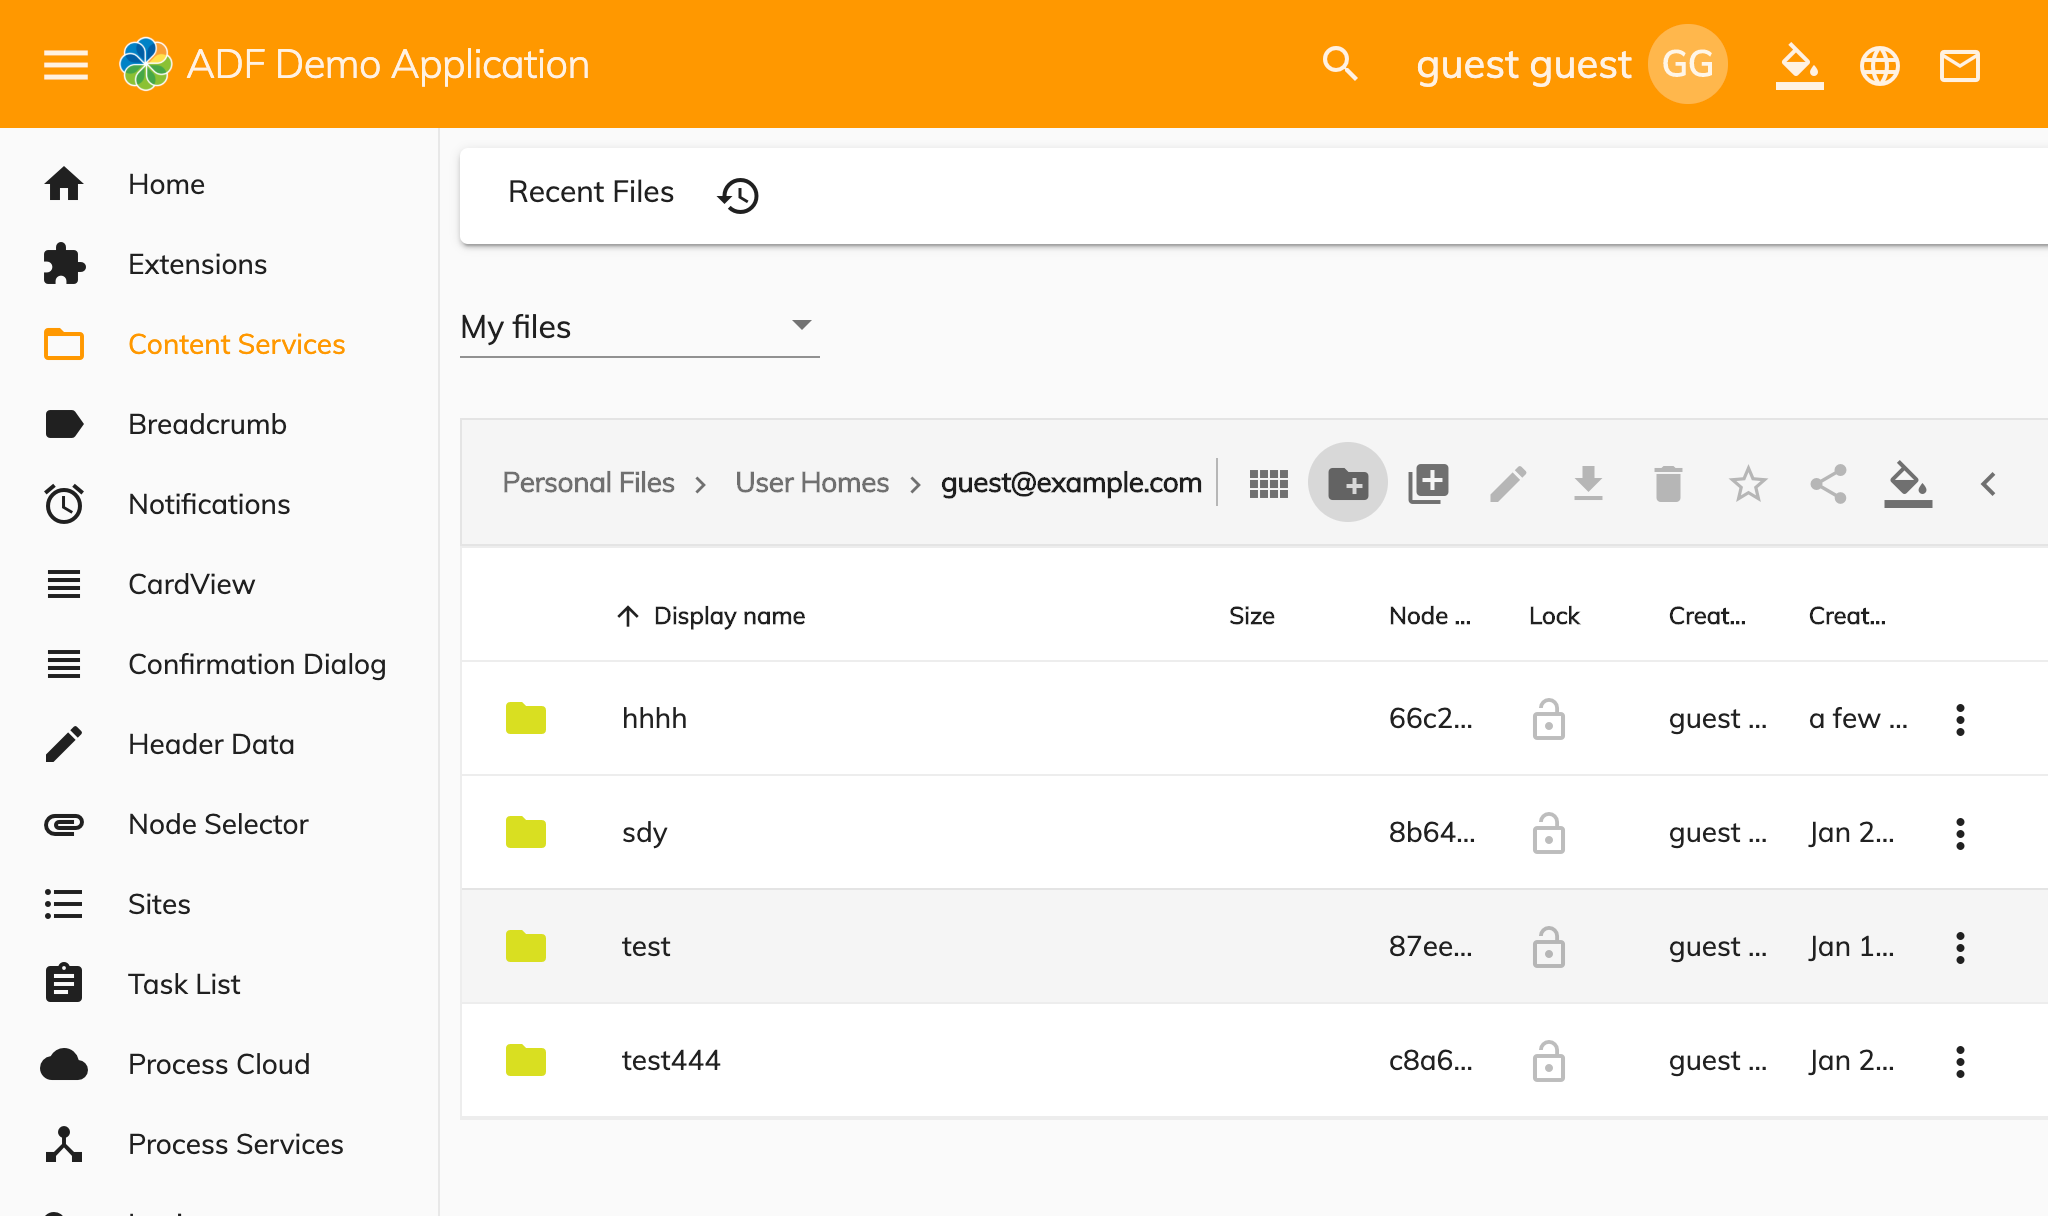 ADF Demo Application
guest guest GG
Home
Extensions
Content Services
Breadcrumb
Notifications
CardView
Confirmation Dialog
Header Data
Node Selector
Sites
Task List
Process Cloud
Process Services
Recent Files
My files
Personal Files > User Homes > guest@example.com
Display name Size Node ... Lock Creat... Creat...
hhhh 66c2... guest ... a few ...
sdy 8b64... guest ... Jan 2...
test 87ee... guest ... Jan 1...
test444 c8a6... guest ... Jan 2...